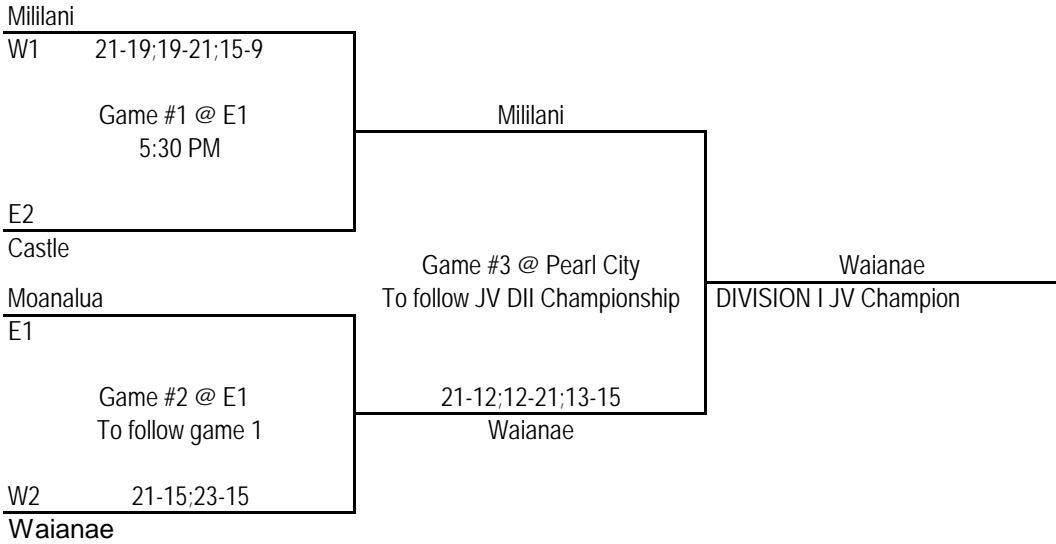 Mililani
W1 21-19;19-21;15-9
Game #1 @ E1
5:30 PM
Mililani
E2
Castle
Game #3 @ Pearl City
To follow JV DII Championship
Waianae
DIVISION I JV Champion
Moanalua
E1
Game #2 @ E1
To follow game 1
21-12;12-21;13-15
Waianae
W2 21-15;23-15
Waianae